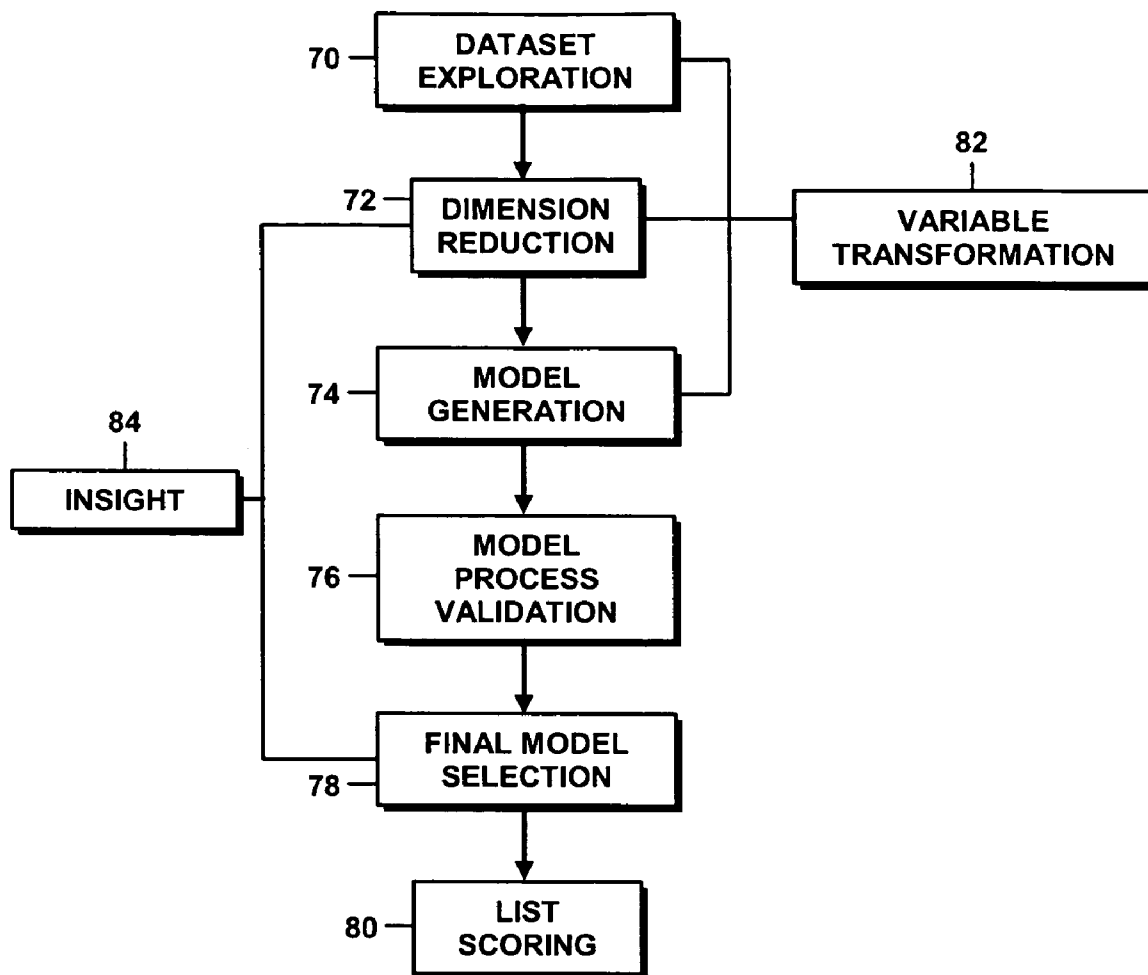 70
DATASET
EXPLORATION
82
VARIABLE
TRANSFORMATION
72
DIMENSION
REDUCTION
74
MODEL
GENERATION
84
INSIGHT
76
MODEL
PROCESS
VALIDATION
78
FINAL MODEL
SELECTION
80
LIST
SCORING